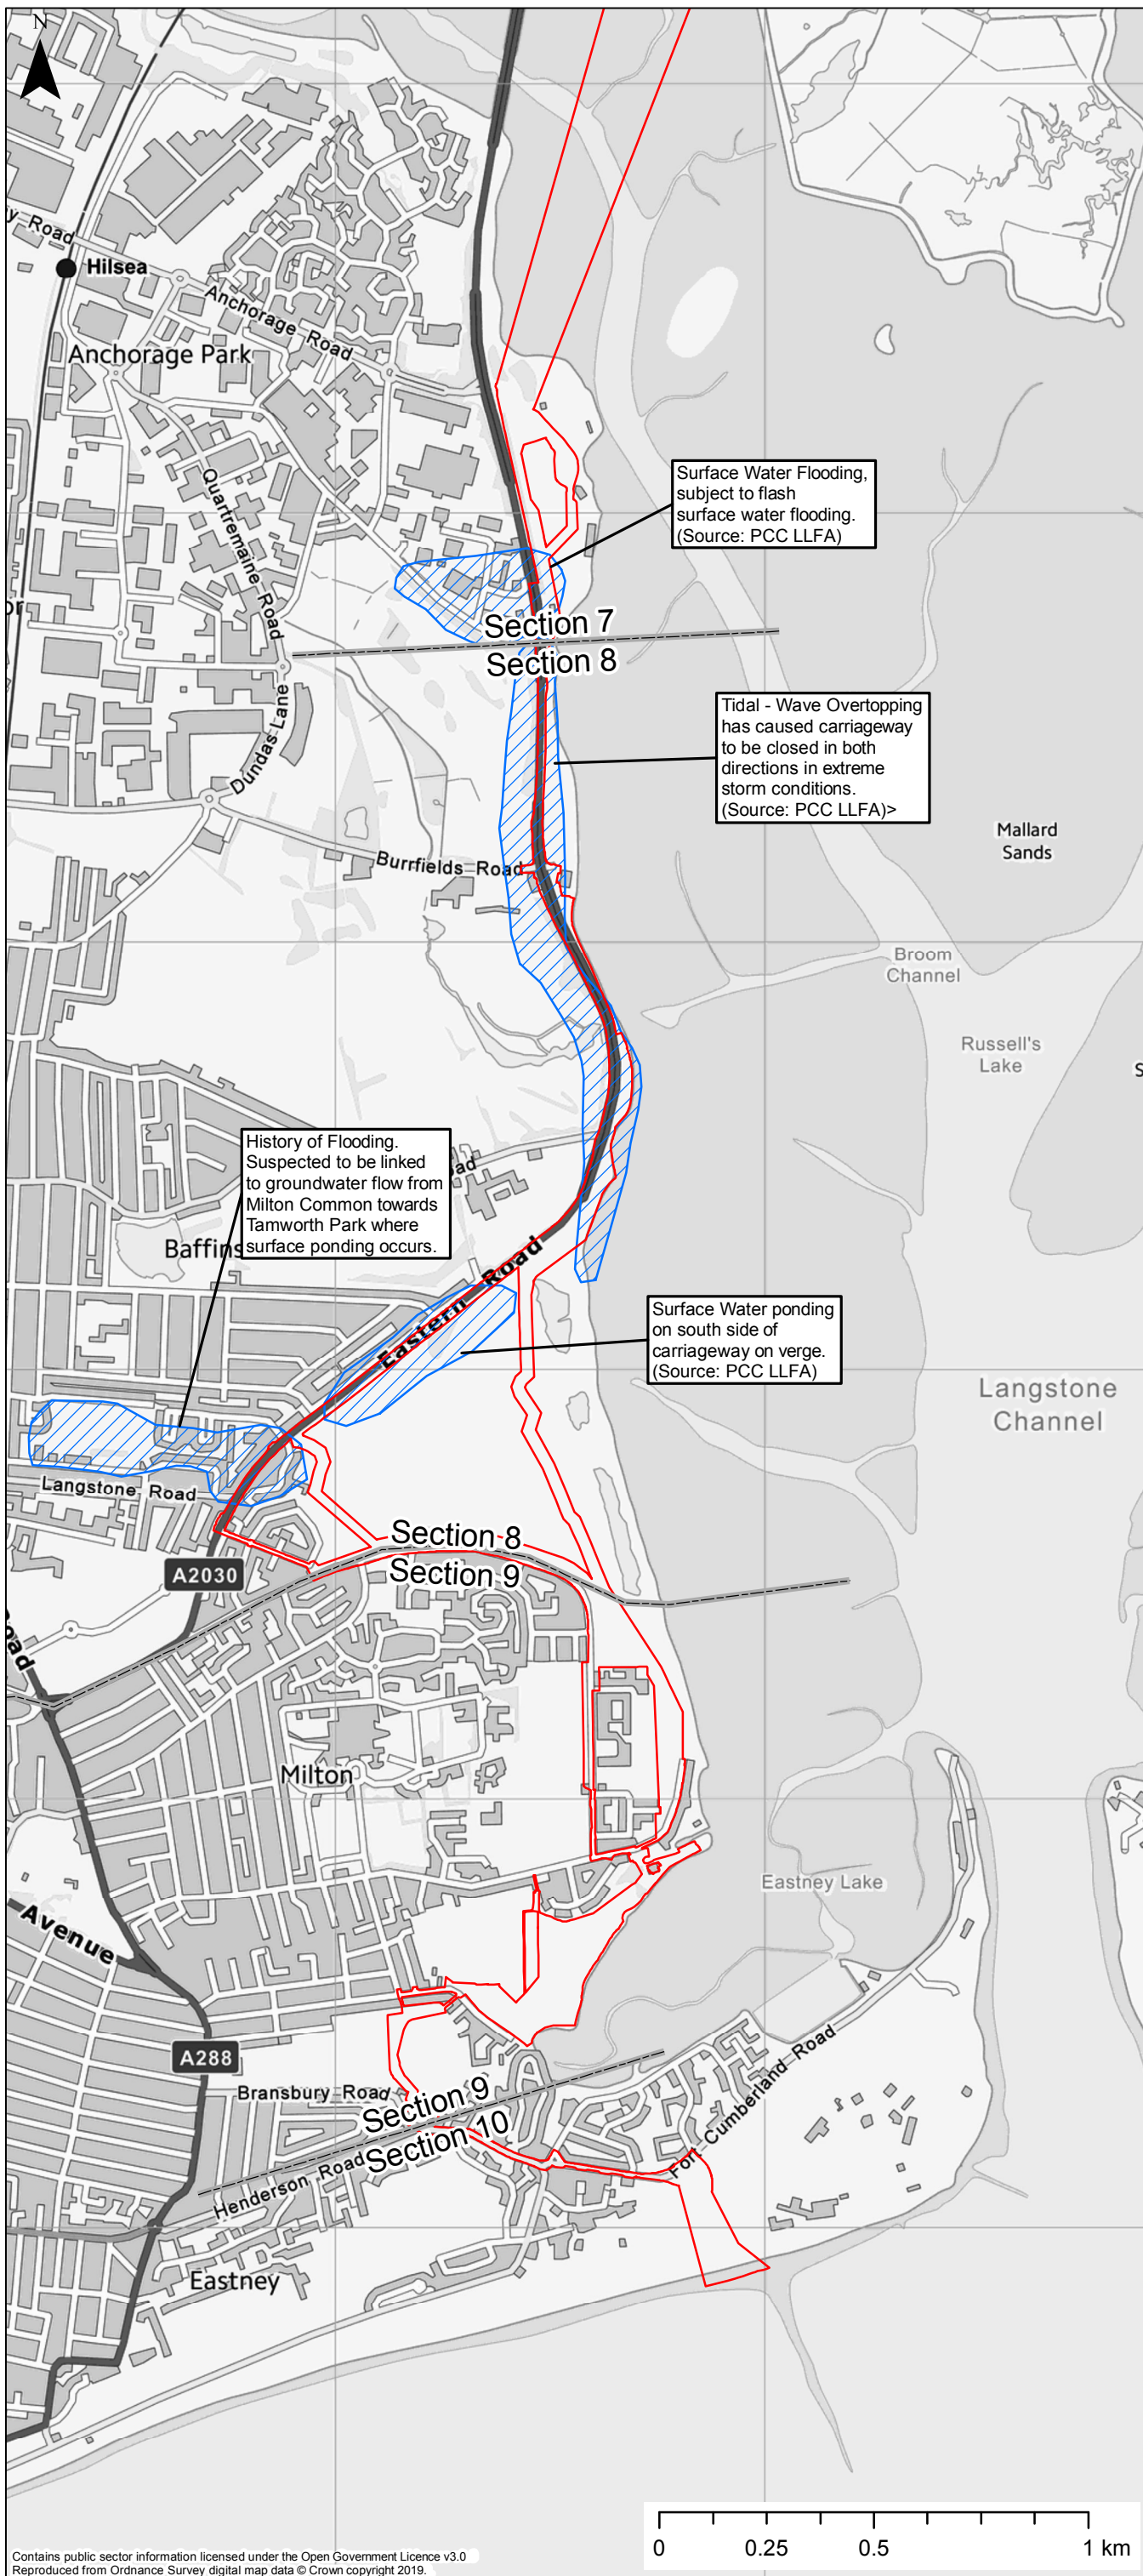 N
y Road
Hilsea
Anchorage Road
Anchorage Park
Quartremaine Road
Surface Water Flooding,
subject to flash
surface water flooding.
(Source: PCC LLFA)
or
Section 7
Section 8
Dundas Lane
Tidal - Wave Overtopping
has caused carriageway
to be closed in both
directions in extreme
storm conditions.
(Source: PCC LLFA)>
Mallard
Sands
Burrfields Road
Broom
Channel
Russell's
Lake
S
History of Flooding.
Suspected to be linked
to groundwater flow from
Milton Common towards
Tamworth Park where
surface ponding occurs.
oad
Baffins
Eastern Road
Surface Water ponding
on south side of
carriageway on verge.
(Source: PCC LLFA)
Langstone
Channel
Langstone Road
Section 8
Section 9
A2030
oad
Milton
Eastney Lake
Avenue
A288
Bransbury Road
Section 9
Section 10
Fort Cumberland Road
Henderson Road
Eastney
0 0.25 0.5 1 km
Contains public sector information licensed under the Open Government Licence v3.0
Reproduced from Ordnance Survey digital map data © Crown copyright 2019.